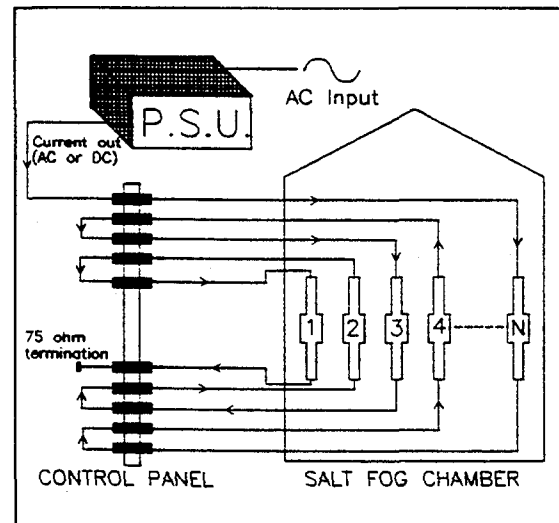 AC Input
P.S.U.
Current out
(AC or DC)
1 2 3 4 N
75 ohm
termination
CONTROL PANEL
SALT FOG CHAMBER